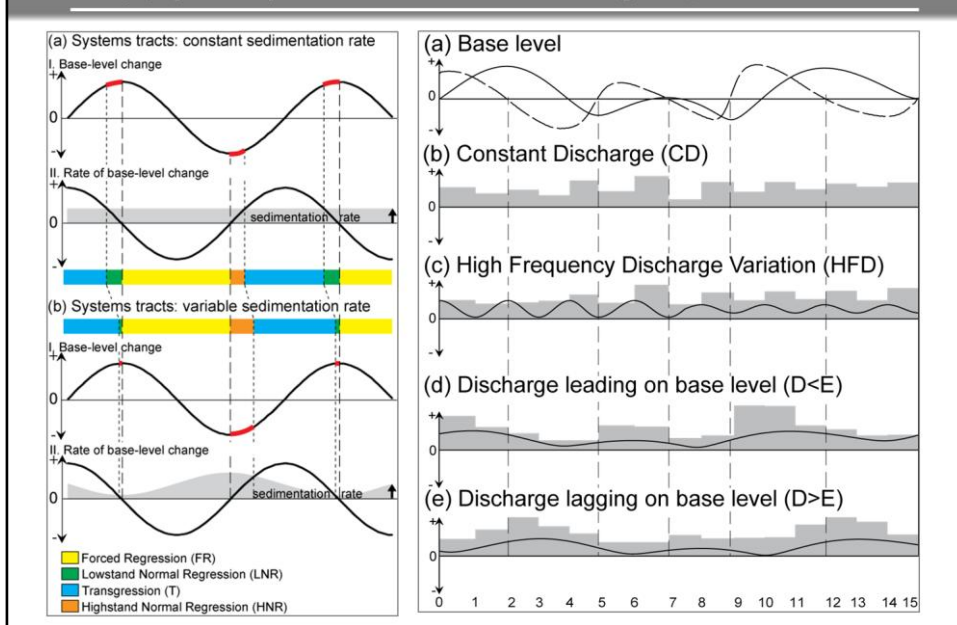 (a) Systems tracts: constant sedimentation rate
I. Base-level change
+
0
-
II. Rate of base-level change
+
0
-
sedimentation rate
(b) Systems tracts: variable sedimentation rate
I. Base-level change
+
0
-
II. Rate of base-level change
+
0
-
sedimentation rate
Forced Regression (FR)
Lowstand Normal Regression (LNR)
Transgression (T)
Highstand Normal Regression (HNR)
(a) Base level
+
0
-
(b) Constant Discharge (CD)
+
0
-
(c) High Frequency Discharge Variation (HFD)
+
0
-
(d) Discharge leading on base level (D<E)
+
0
-
(e) Discharge lagging on base level (D>E)
+
0
-
0 1 2 3 4 5 6 7 8 9 10 11 12 13 14 15